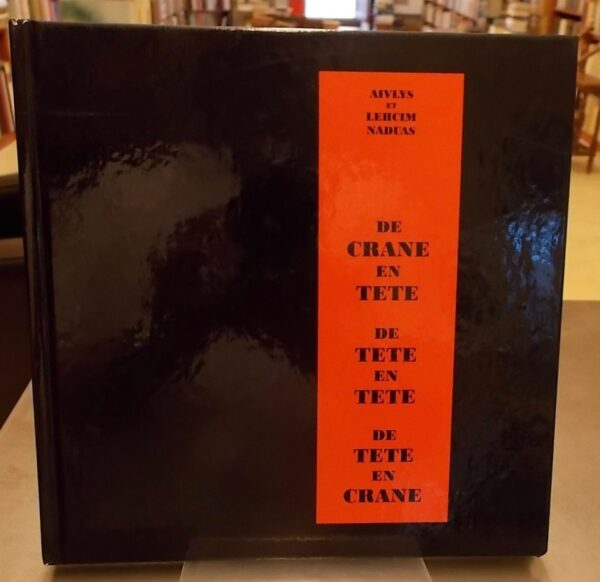 AIVLYS
ET
LEHCIM
NADUAS
DE
CRANE
EN
TETE
DE
TETE
EN
TETE
DE
TETE
EN
CRANE